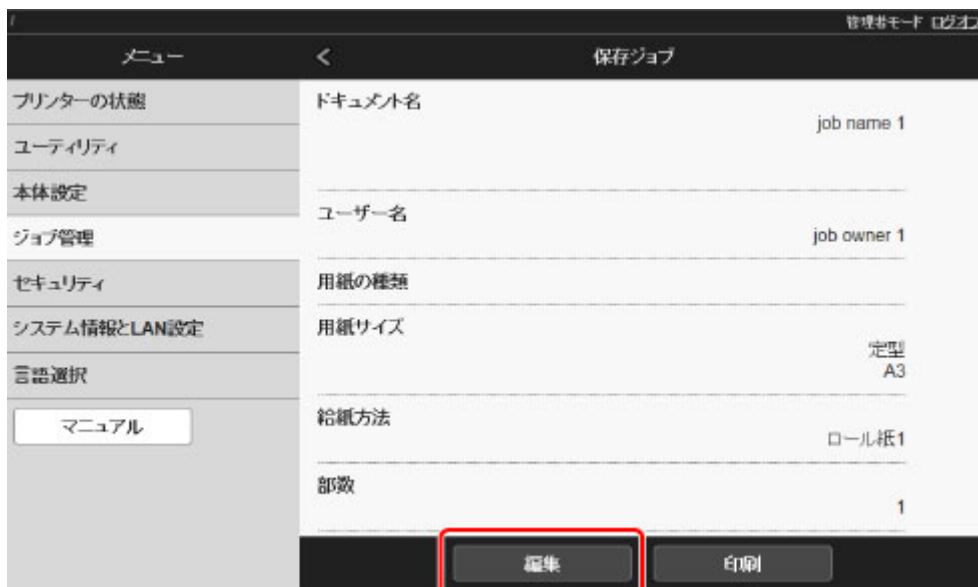 管理者モード ログオフ
メニュー
保存ジョブ
プリンターの状態
ユーティリティ
本体設定
ジョブ管理
セキュリティ
システム情報とLAN設定
言語選択
マニュアル
ドキュメント名
job name 1
ユーザー名
job owner 1
用紙の種類
用紙サイズ
定型
A3
給紙方法
ロール紙1
部数
1
編集
印刷